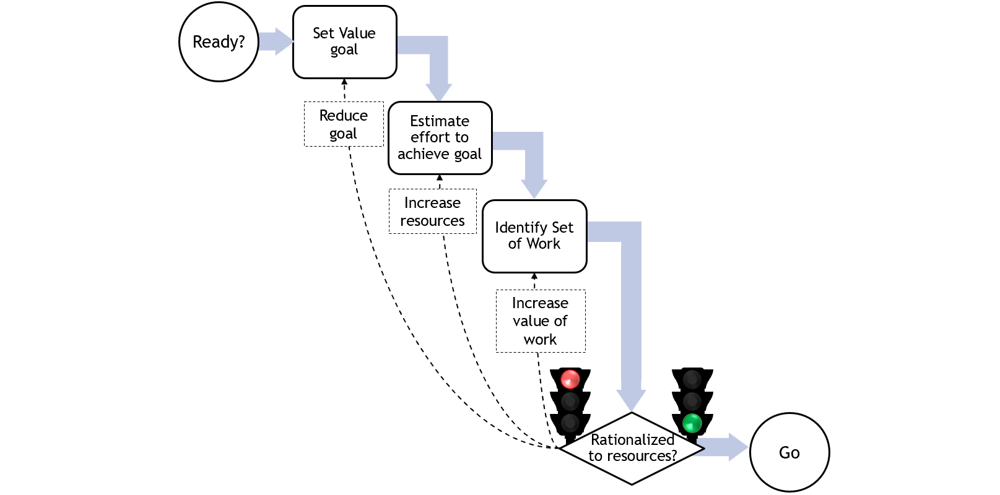 Ready?
Set Value
goal
Reduce
goal
Estimate
effort to
achieve goal
Increase
resources
Identify Set
of Work
Increase
value of
work
Rationalized
to resources?
Go